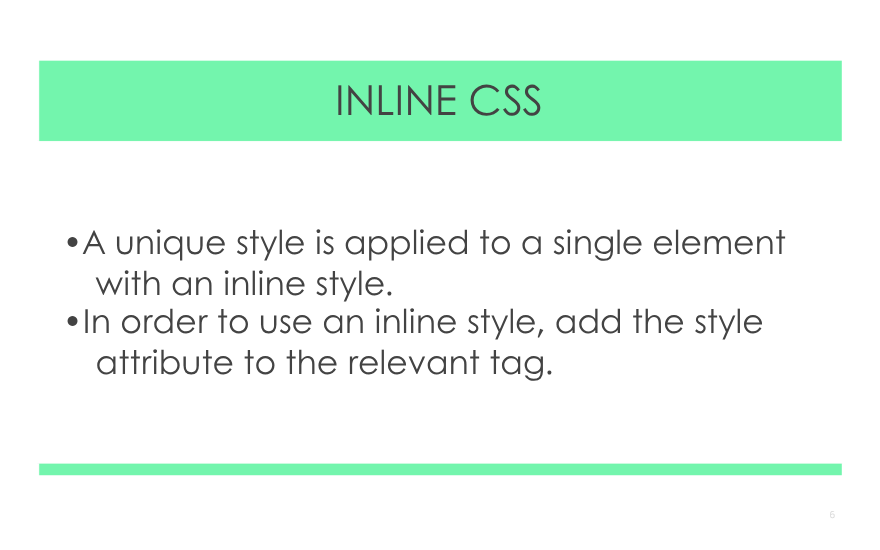 INLINE CSS
•A unique style is applied to a single element
with an inline style.
•In order to use an inline style, add the style
attribute to the relevant tag.
6